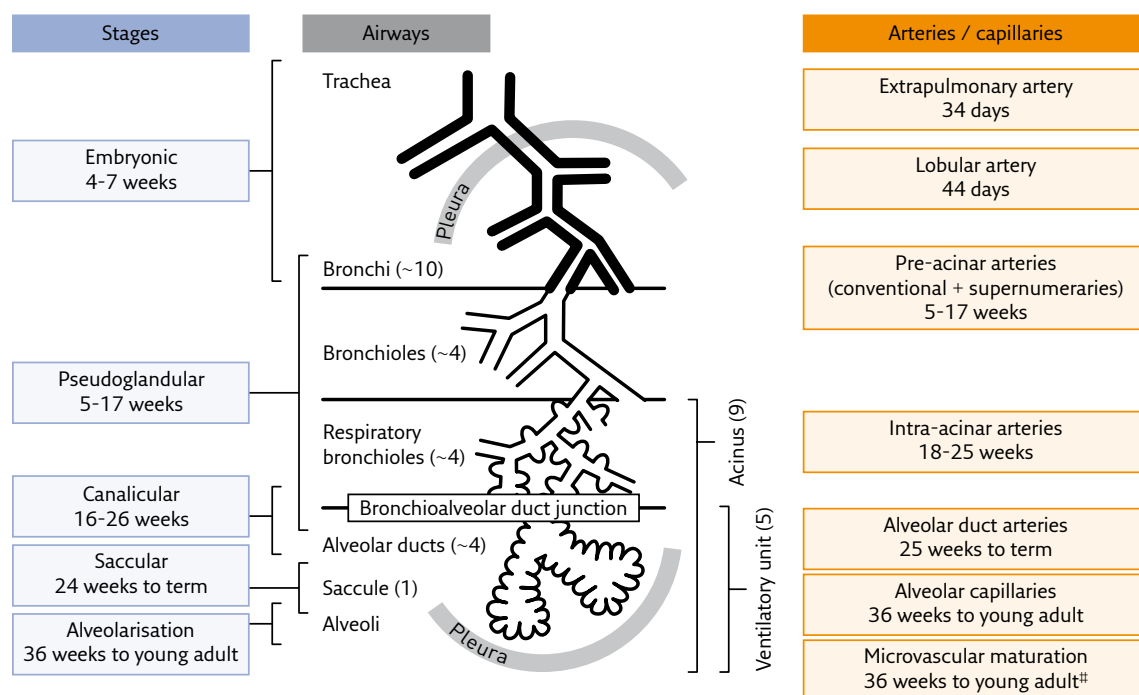 Stages
Airways
Arteries / capillaries
Embryonic
4-7 weeks
Pseudoglandular
5-17 weeks
Canalicular
16-26 weeks
Saccular
24 weeks to term
Alveolarisation
36 weeks to young adult
Trachea
Pleura
Bronchi (~10)
Bronchioles (~4)
Respiratory
bronchioles (~4)
Bronchioalveolar duct junction
Alveolar ducts (~4)
Saccule (1)
Alveoli
Pleura
Acinus (9)
Ventilatory unit (5)
Extrapulmonary artery
34 days
Lobular artery
44 days
Pre-acinar arteries
(conventional + supernumeraries)
5-17 weeks
Intra-acinar arteries
18-25 weeks
Alveolar duct arteries
25 weeks to term
Alveolar capillaries
36 weeks to young adult
Microvascular maturation
36 weeks to young adult#